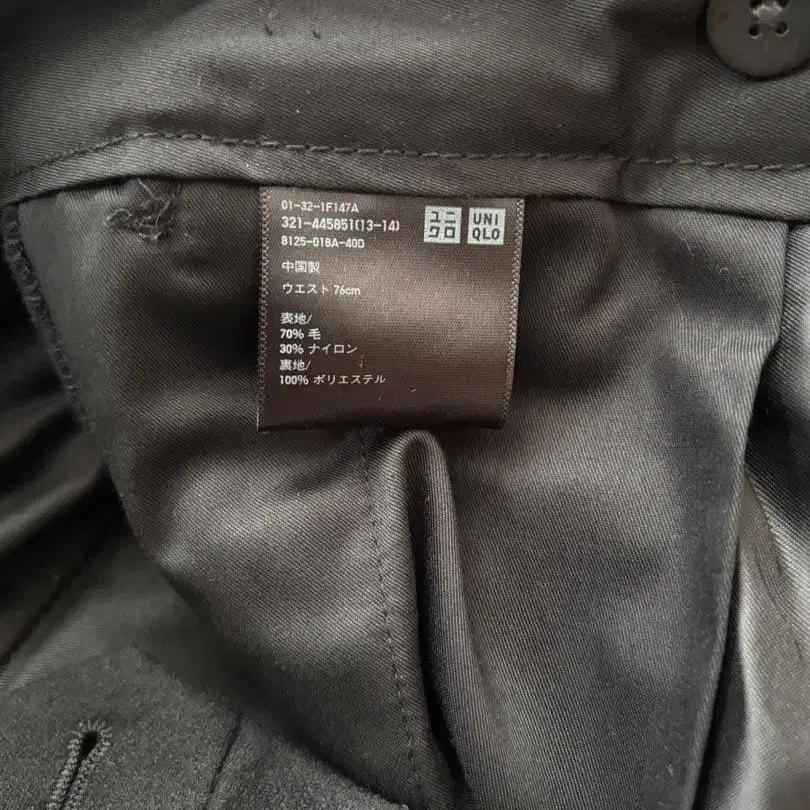 01-32-1F147A
321-445851(13-14)
8125-018A-40D
ユニ
クロ
UNI
QLO
中国製
ウエスト 76cm
表地/
70% 毛
30% ナイロン
裏地/
100% ポリエステル